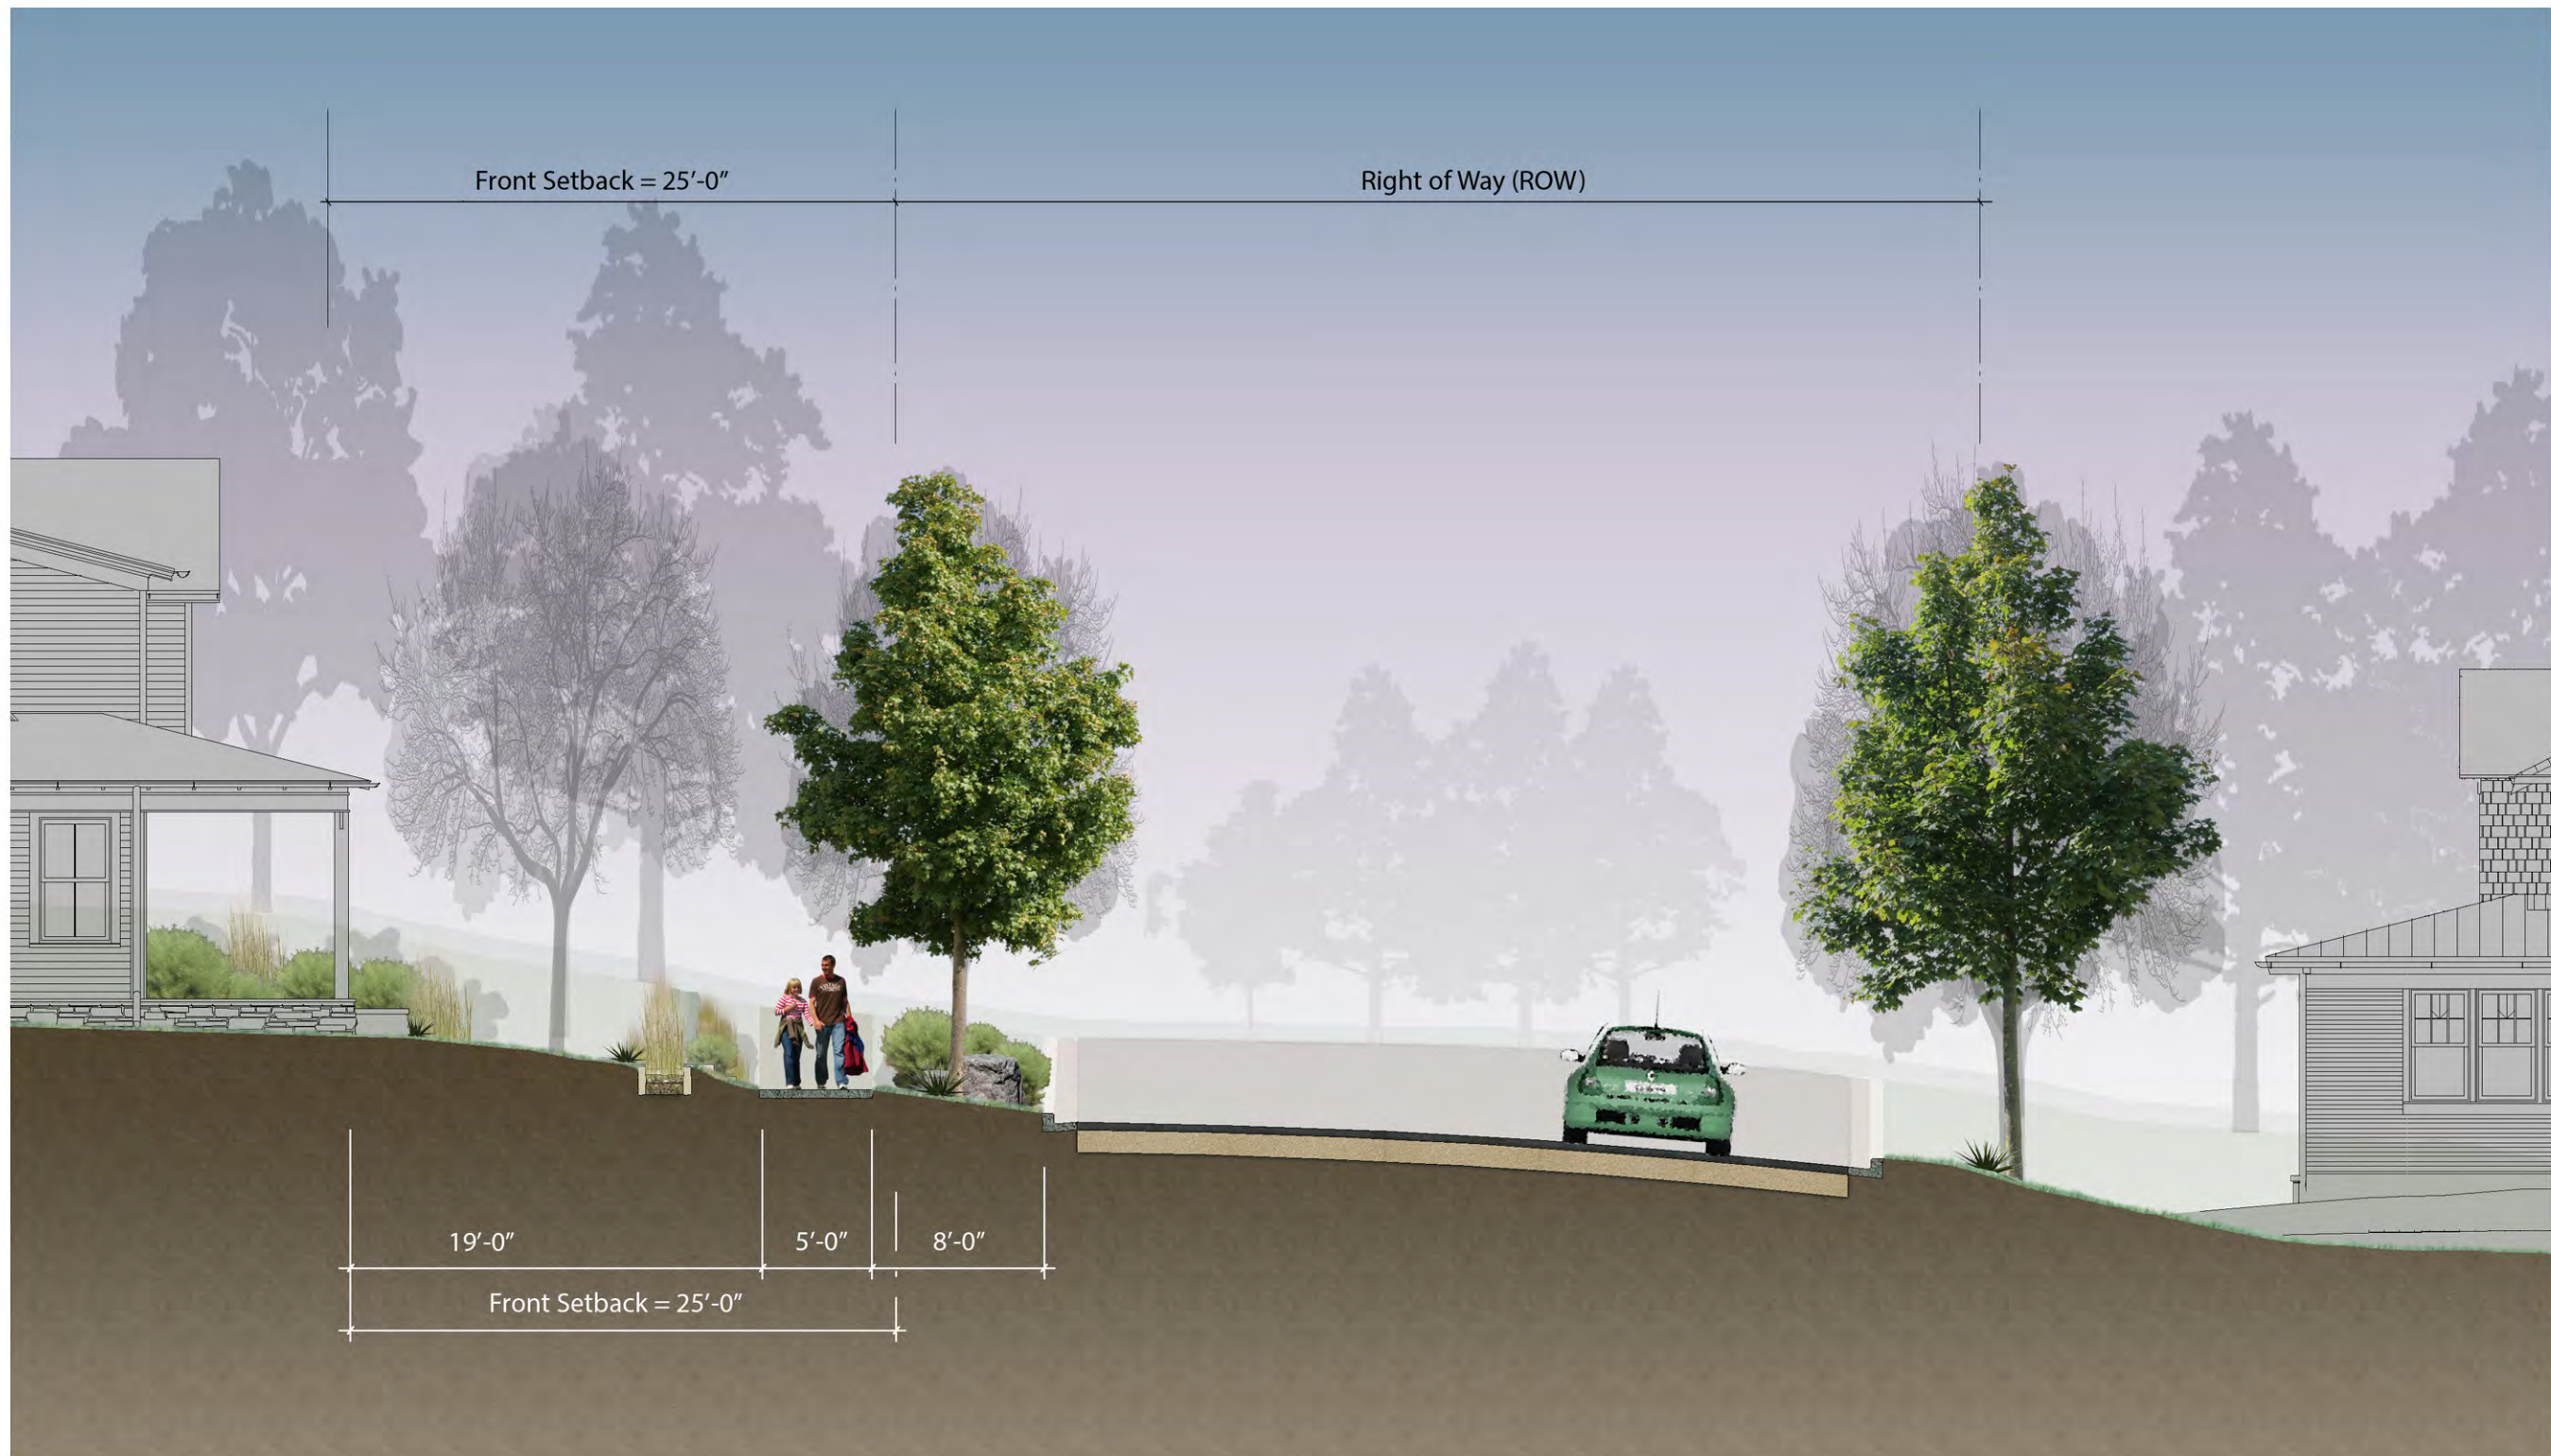 Front Setback = 25'-0"
Right of Way (ROW)
19'-0"
5'-0"
8'-0"
Front Setback = 25'-0"